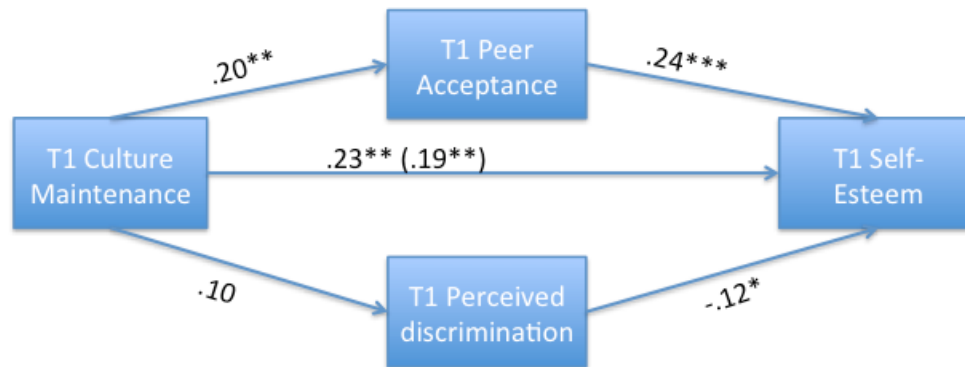 T1 Peer
Acceptance
.20**
.24***
T1 Culture
Maintenance
.23** (.19**)
T1 Self-
Esteem
.10
T1 Perceived
discrimination
-.12*